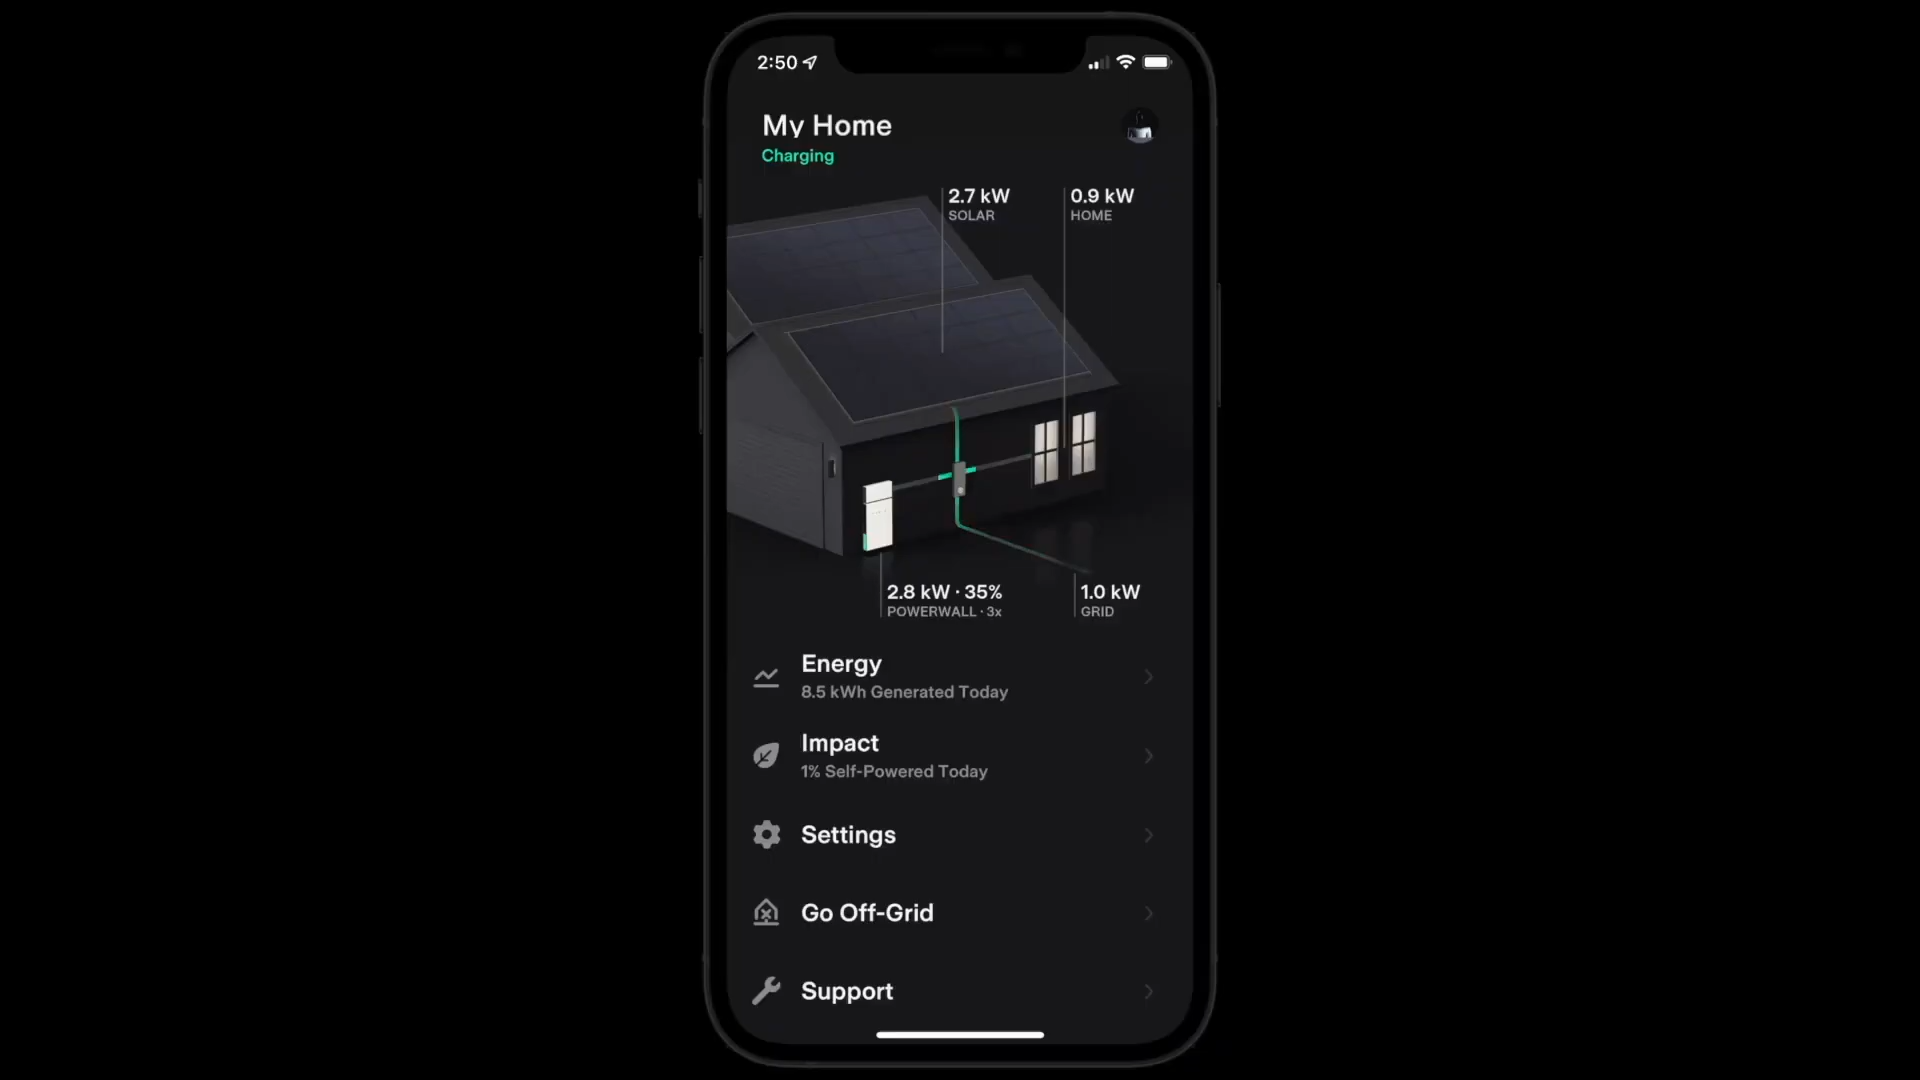 2:50
My Home
Charging
2.7 kW
SOLAR
0.9 kW
HOME
2.8 kW · 35%
POWERWALL · 3x
1.0 kW
GRID
Energy
8.5 kWh Generated Today
Impact
1% Self-Powered Today
Settings
Go Off-Grid
Support